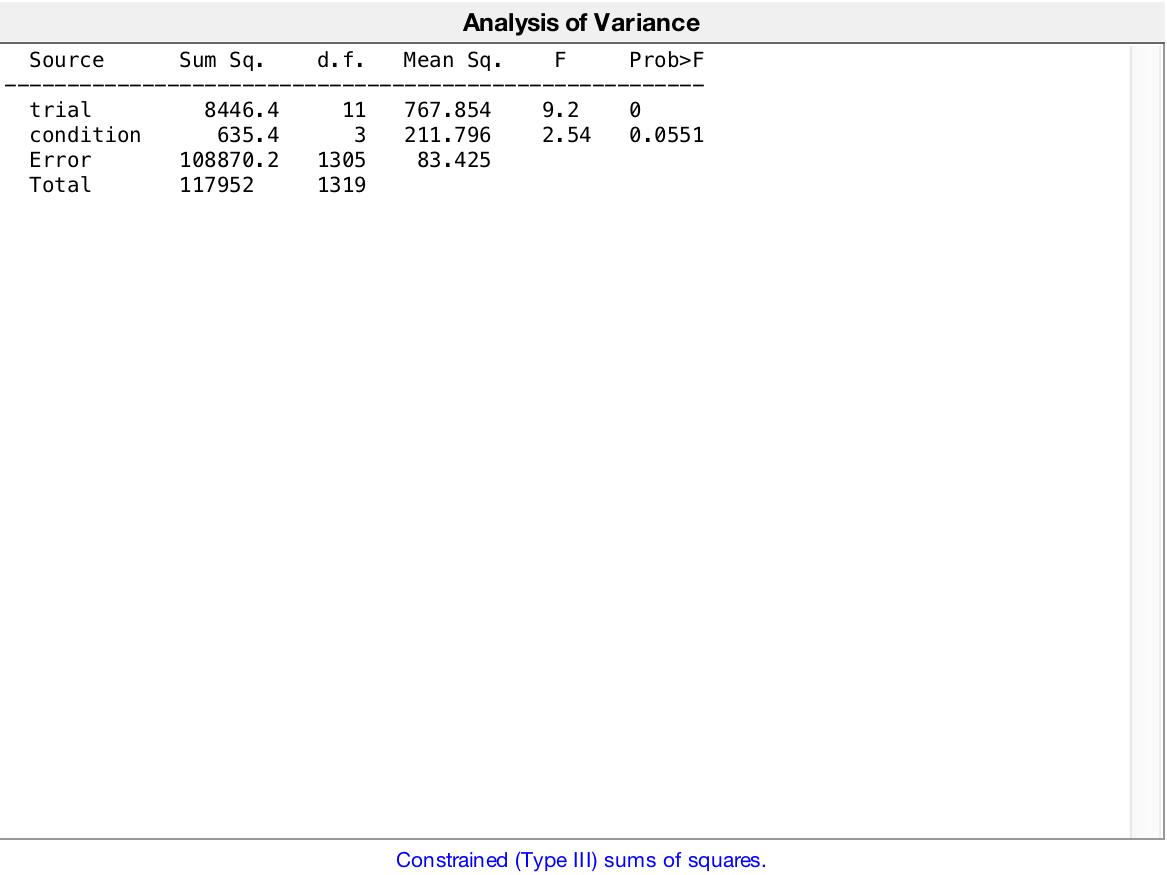 Analysis of Variance
Source Sum Sq. d.f. Mean Sq. F Prob>F
trial 8446.4 11 767.854 9.2 0
condition 635.4 3 211.796 2.54 0.0551
Error 108870.2 1305 83.425
Total 117952 1319
Constrained (Type III) sums of squares.